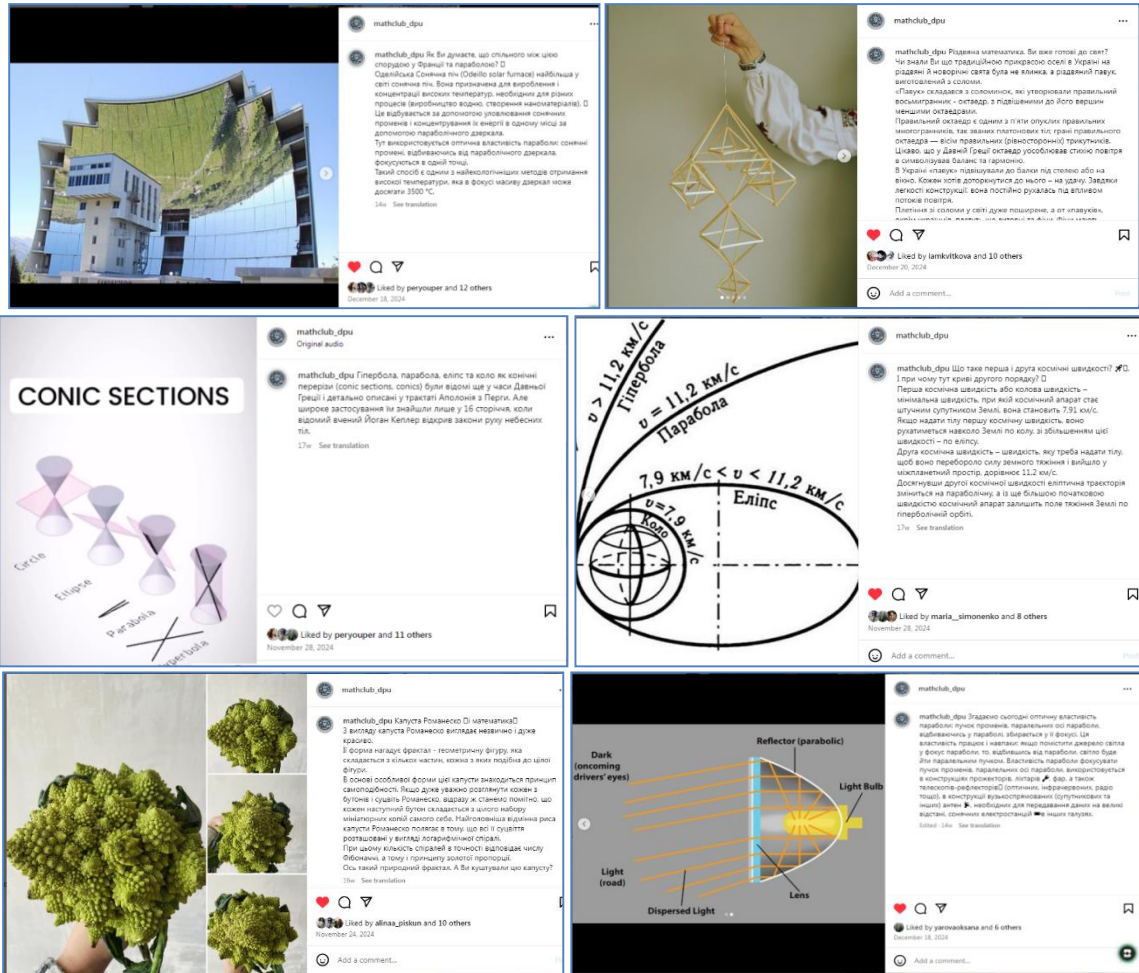 mathclub_dpu
mathclub_dpu Як Ви думаєте, що спільного між цією
спорудою у Франції та параболою?
Оделійська Сонячна піч (Odeillo solar furnace) найбільша у
світі сонячна піч. Вона призначена для вироблення і
концентрації високих температур, необхідних для різних
процесів (виробництво водню, створення наноматеріалів).
Це відбувається за допомогою уловлювання сонячних
променів і концентрування їх енергії в одному місці за
допомогою параболічного дзеркала.
Тут використовується оптична властивість параболи: сонячні
промені, відбиваючись від параболічного дзеркала,
фокусуються в одній точці.
Такий спосіб є одним з найекологічніших методів отримання
високої температури, яка в фокусі масиву дзеркал може
досягати 3500 °C.
14w See translation
Liked by peryouper and 12 others
December 18, 2024
mathclub_dpu
mathclub_dpu Різдвяна математика. Ви вже готові до свят?
Чи знали Ви що традиційною прикрасою оселі в Україні на
різдвяні й новорічні свята була не ялинка, а різдвяний павук,
виготовлений з соломи.
«Павук» складався з соломинок, які утворювали правильний
восьмигранник - октаедр, з підвішеними до його вершин
меншими октаедрами.
Правильний октаедр є одним з п'яти опуклих правильних
многогранників, так званих платонових тіл; грані правильного
октаедра — вісім правильних (рівносторонніх) трикутників.
Цікаво, що у Давній Греції октаедр уособлював стихію повітря
й символізував баланс та гармонію.
В Україні «павук» підвішували до балки під стелею або на
вікно. Кожен хотів доторкнутися до нього – на удачу. Завдяки
легкості конструкції, вона постійно рухалась під впливом
потоків повітря.
Плетіння зі соломи у світі дуже поширене, а от «павуків»,
Liked by iamkvitkova and 10 others
December 20, 2024
Add a comment...
Post
CONIC SECTIONS
Circle
Ellipse
Parabola
mathclub_dpu
Original audio
mathclub_dpu Гіпербола, парабола, еліпс та коло як конічні
перерізи (conic sections, conics) були відомі ще у часи Давньої
Греції і детально описані у трактаті Аполонія з Перги. Але
широке застосування їм знайшли лише у 16 сторіччя, коли
відомий вчений Йоган Кеплер відкрив закони руху небесних
тіл.
17w See translation
Liked by peryouper and 11 others
November 28, 2024
υ > 11,2 км/с
Гіпербола
υ = 11,2 км/с
Парабола
7,9 км/с < υ < 11,2 км/с
Еліпс
υ=7,9 км/с
Коло
mathclub_dpu
mathclub_dpu Що таке перша і друга космічні швидкості?
І при чому тут криві другого порядку?
Перша космічна швидкість або колова швидкість –
мінімальна швидкість, при якій космічний апарат стає
штучним супутником Землі, вона становить 7,91 км/с.
Якщо надати тілу першу космічну швидкість, воно
рухатиметься навколо Землі по колу, зі збільшенням цієї
швидкості – по еліпсу.
Друга космічна швидкість – швидкість, яку треба надати тілу,
щоб воно перебороло силу земного тяжіння і вийшло у
міжпланетний простір, дорівнює 11,2 км/с.
Досягнувши другої космічної швидкості еліптична траєкторія
зміниться на параболічну, а із ще більшою початковою
швидкістю космічний апарат залишить поле тяжіння Землі по
гіперболічній орбіті.
17w See translation
Liked by maria__simonenko and 8 others
November 28, 2024
Add a comment...
Post
mathclub_dpu
mathclub_dpu Капуста Романеско і математика
З вигляду капуста Романеско виглядає незвично і дуже
красиво.
Її форма нагадує фрактал - геометричну фігуру, яка
складається з кількох частин, кожна з яких подібна до цілої
фігури.
В основі особливої форми цієї капусти знаходиться принцип
самоподібності. Якщо дуже уважно розглянути кожен з
бутонів і суцвіть Романеско, відразу ж станемо помітно, що
кожен наступний бутон складається з цілого набору
мініатюрних копій самого себе. Найголовніша відмінна риса
капусти Романеско полягає в тому, що всі її суцвіття
розташовані у вигляді логарифмічної спіралі.
При цьому кількість спіралей в точності відповідає числу
Фібоначчі, а тому і принципу золотої пропорції.
Ось такий природний фрактал. А Ви куштували цю капусту?
See translation
Liked by alinaa_piskun and 10 others
November 24, 2024
Add a comment...
Dark
(oncoming
drivers' eyes)
Reflector (parabolic)
Light Bulb
Light
(road)
Lens
Dispersed Light
mathclub_dpu
mathclub_dpu Згадаємо сьогодні оптичну властивість
параболи: пучок променів, паралельних осі параболи,
відбиваючись у параболі, збирається у її фокусі. Ця
властивість працює і навпаки: якщо помістити джерело світла
у фокус параболи, то, відбившись від параболи, світло буде
йти паралельним пучком. Властивість параболи фокусувати
пучок променів, паралельних осі параболи, використовується
в конструкціях прожекторів, ліхтарів, фар, а також
телескопів-рефлекторів (оптичних, інфрачервоних, радіо
тощо), в конструкції вузькоспрямованих (супутникових та
інших) антен, необхідних для передавання даних на великі
відстані, сонячних електростанцій и інших галузях.
Edited · 14w See translation
Liked by yarovaoksana and 6 others
December 18, 2024
Add a comment...